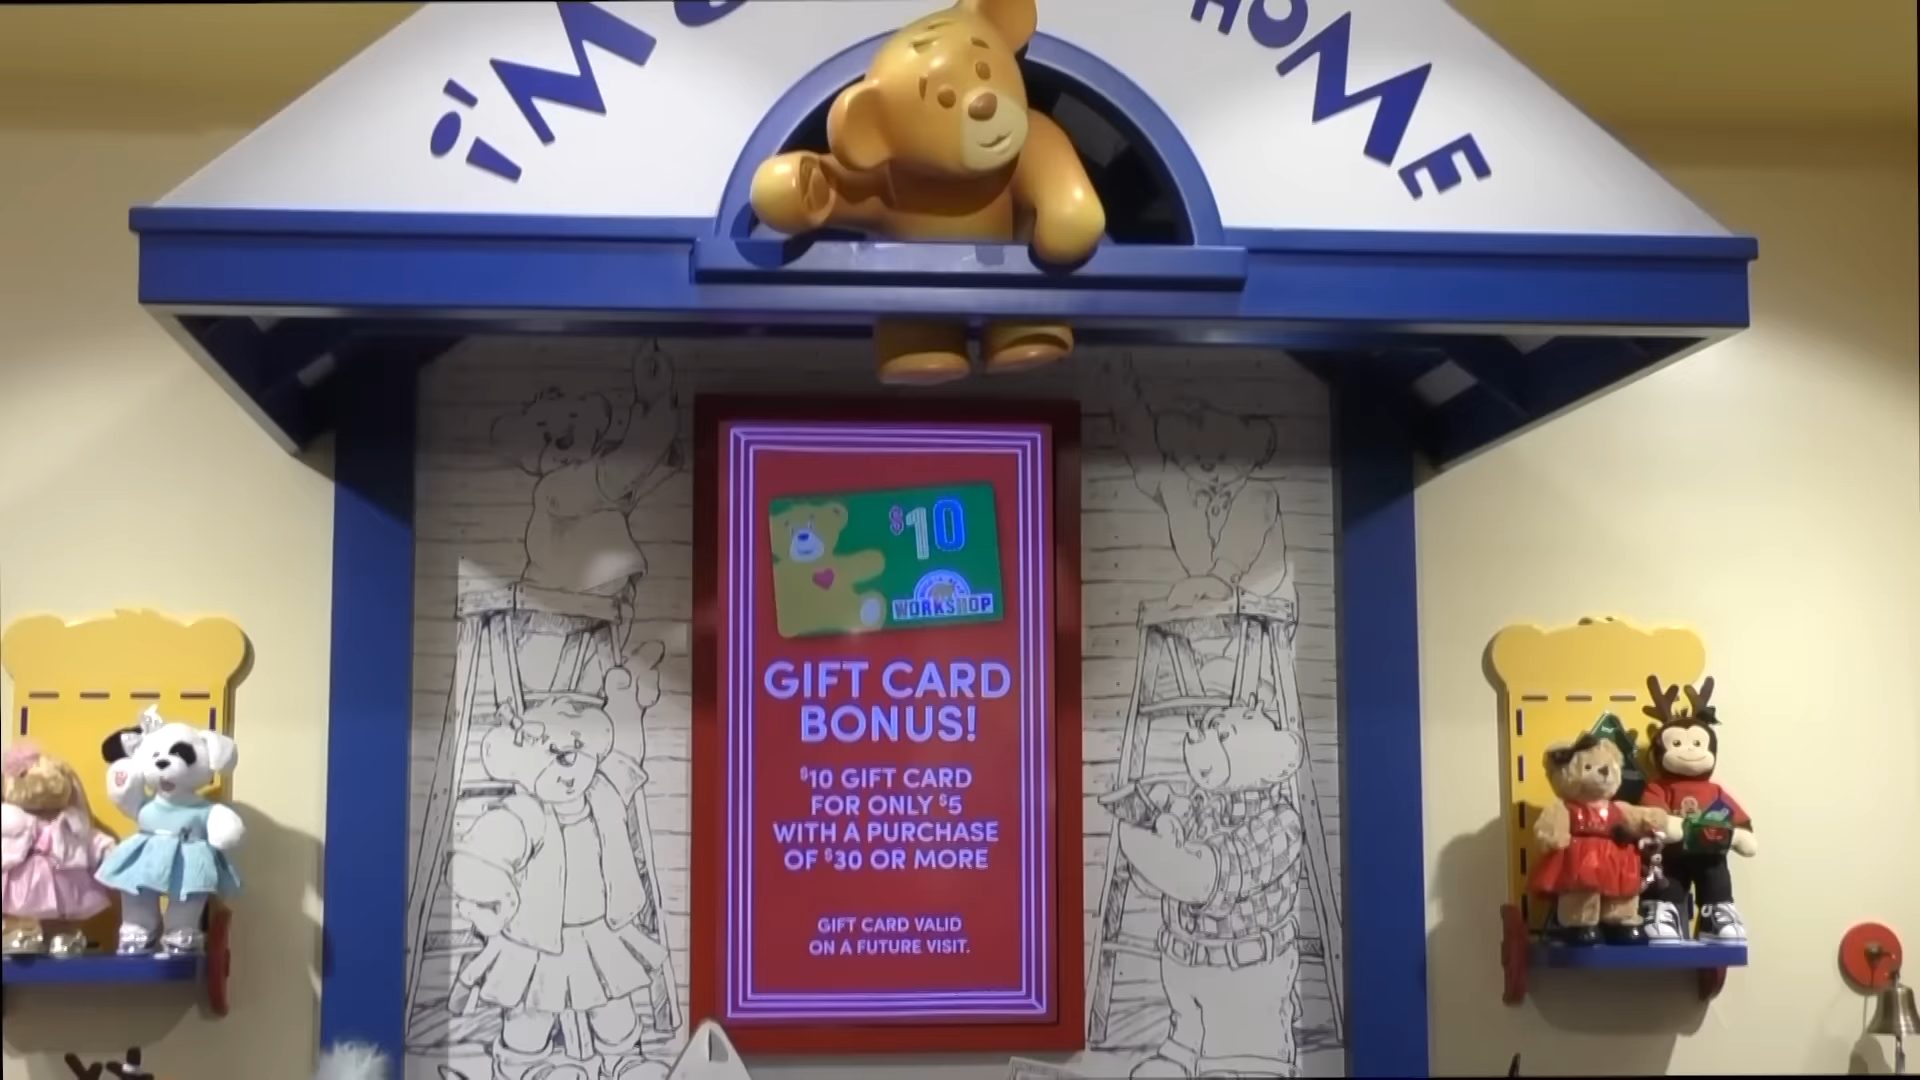 i'M
HOME
$10
WORKSHOP
GIFT CARD
BONUS!
$10 GIFT CARD
FOR ONLY $5
WITH A PURCHASE
OF $30 OR MORE
GIFT CARD VALID
ON A FUTURE VISIT.